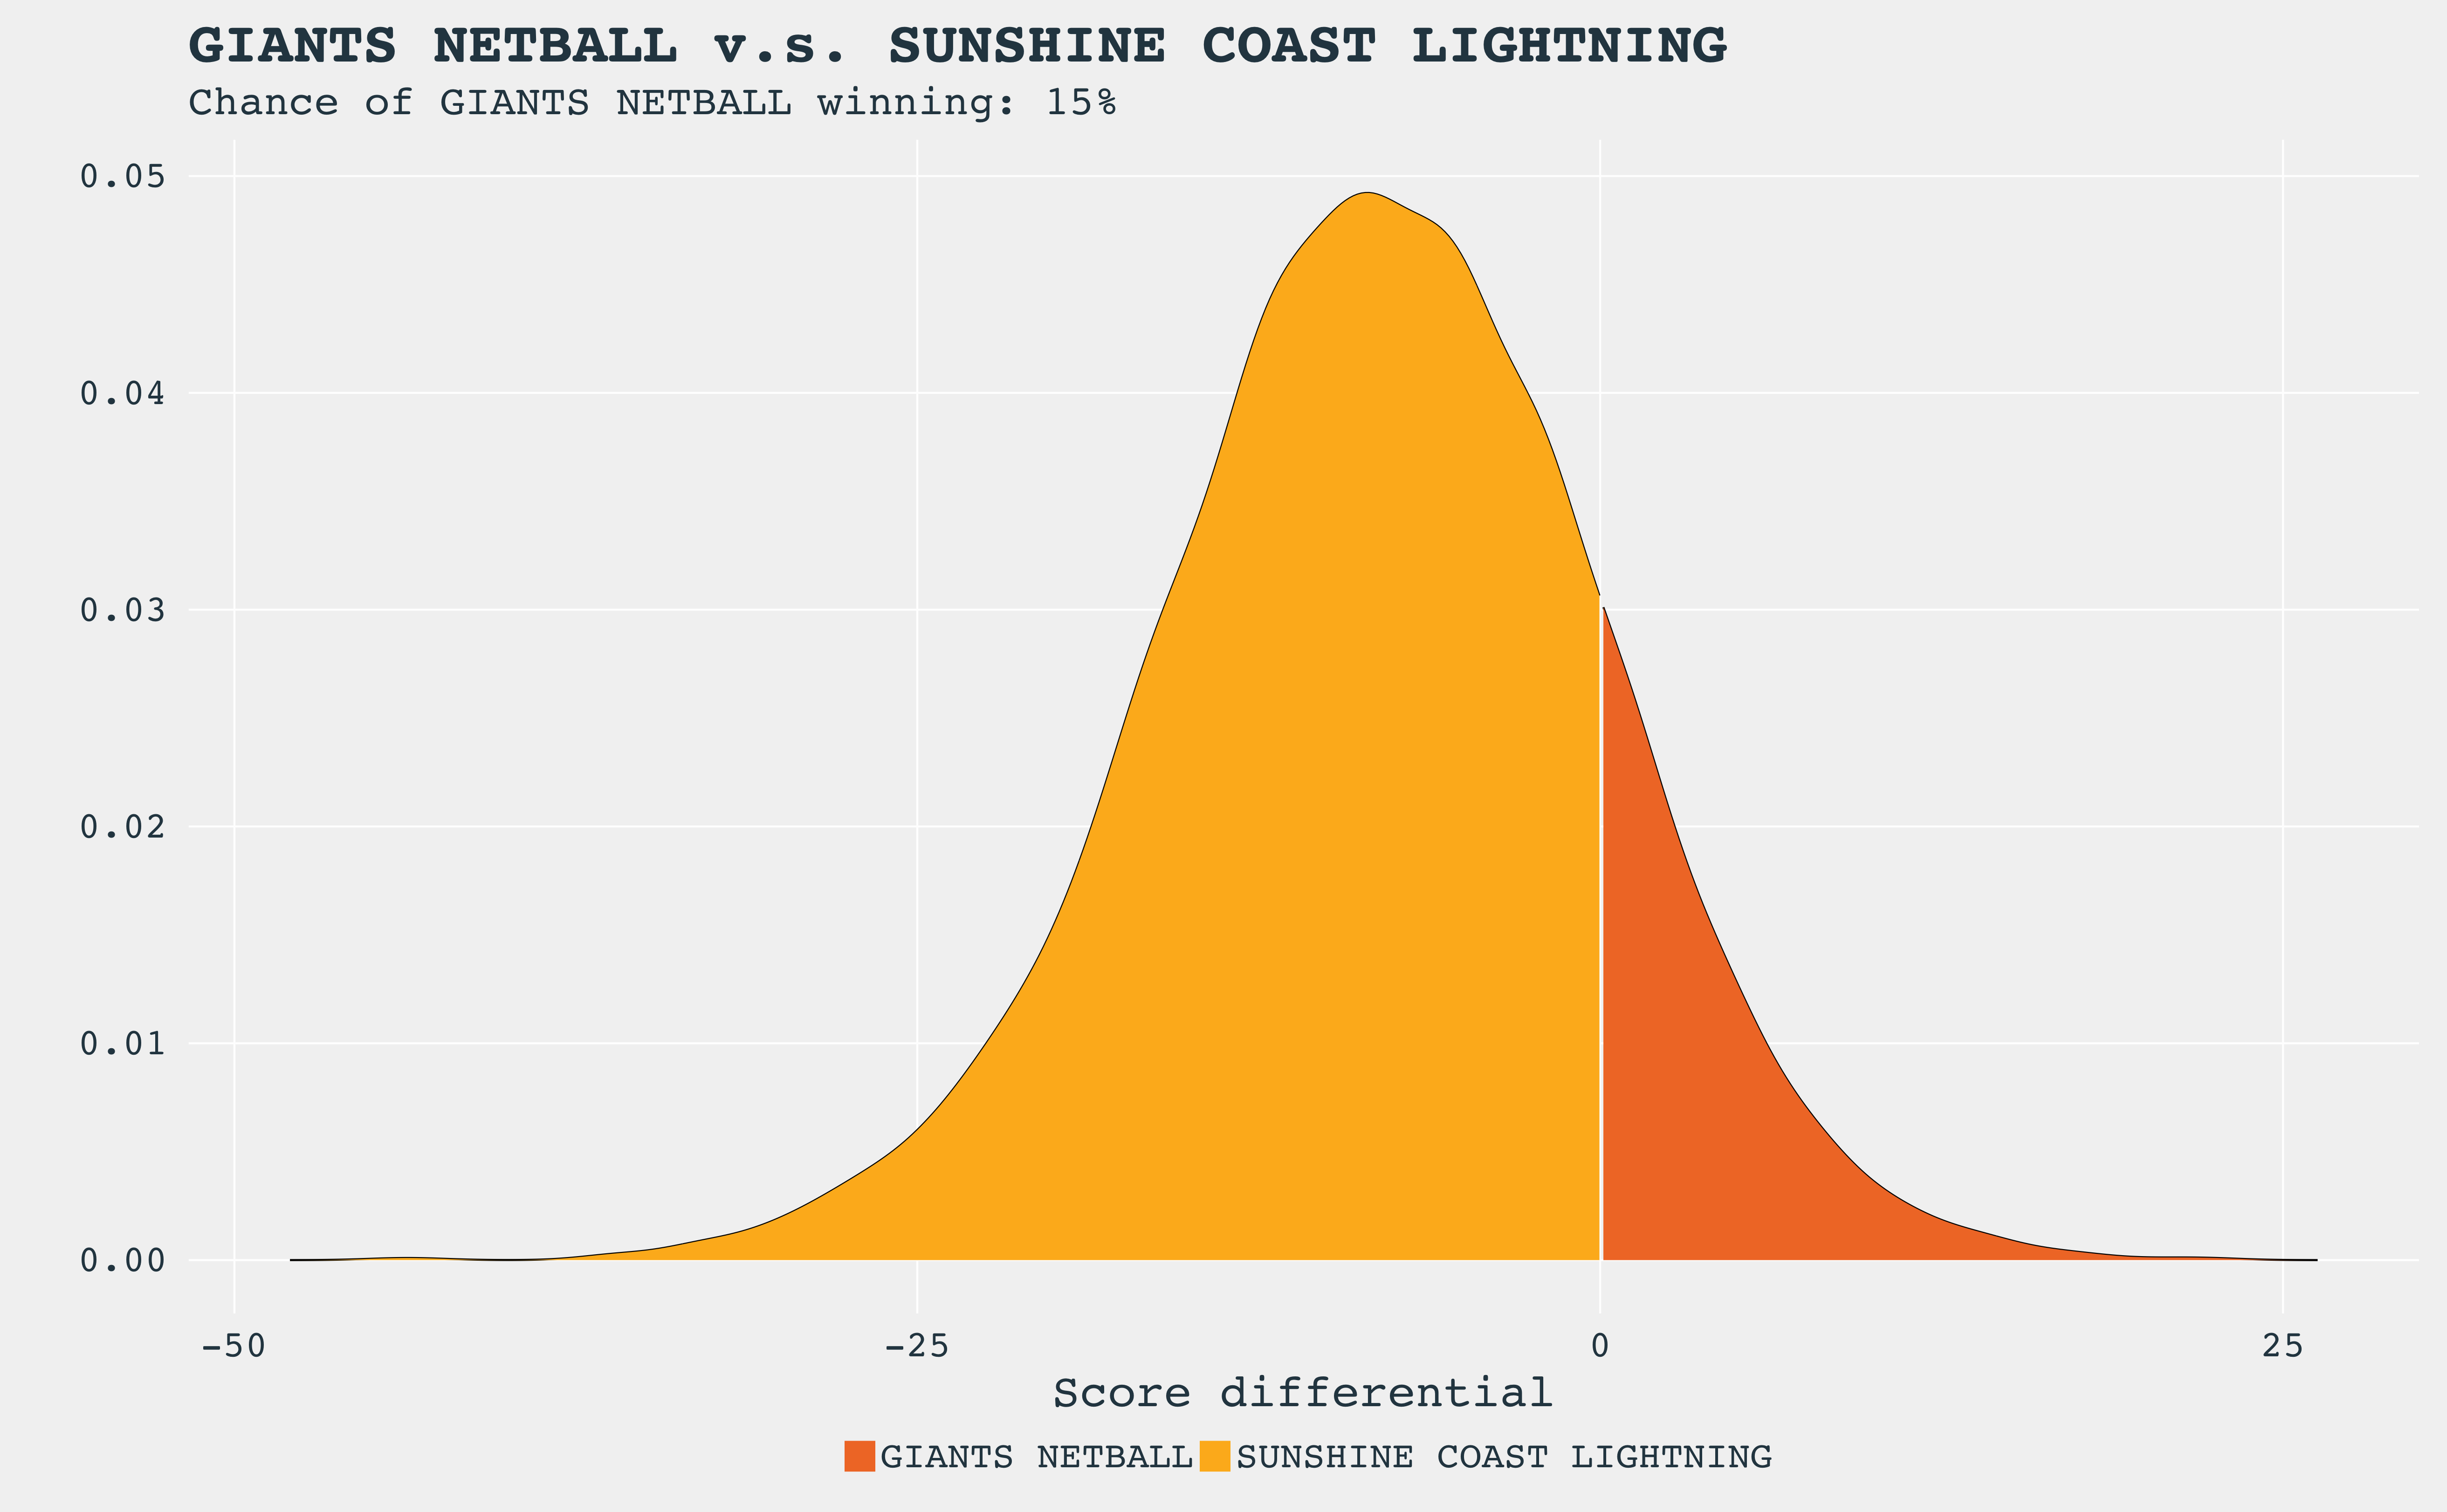 GIANTS NETBALL v.s. SUNSHINE COAST LIGHTNING
Chance of GIANTS NETBALL winning: 15%
0.05
0.04
0.03
0.02
0.01
0.00
-50 -25 0 25
Score differential
GIANTS NETBALL SUNSHINE COAST LIGHTNING